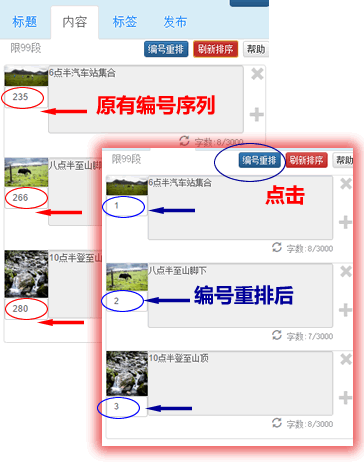 标题 内容 标签 发布
限99段 编号重排 刷新排序 帮助
6点半汽车站集合
235
原有编号序列
字数:8/3000
限99段 编号重排 刷新排序 帮助
八点半至山脚
266
6点半汽车站集合
点击
1
字数:8/3000
10点半登至山
280
八点半至山脚下
2
编号重排后
字数:7/3000
10点半登至山顶
3
字数:8/3000